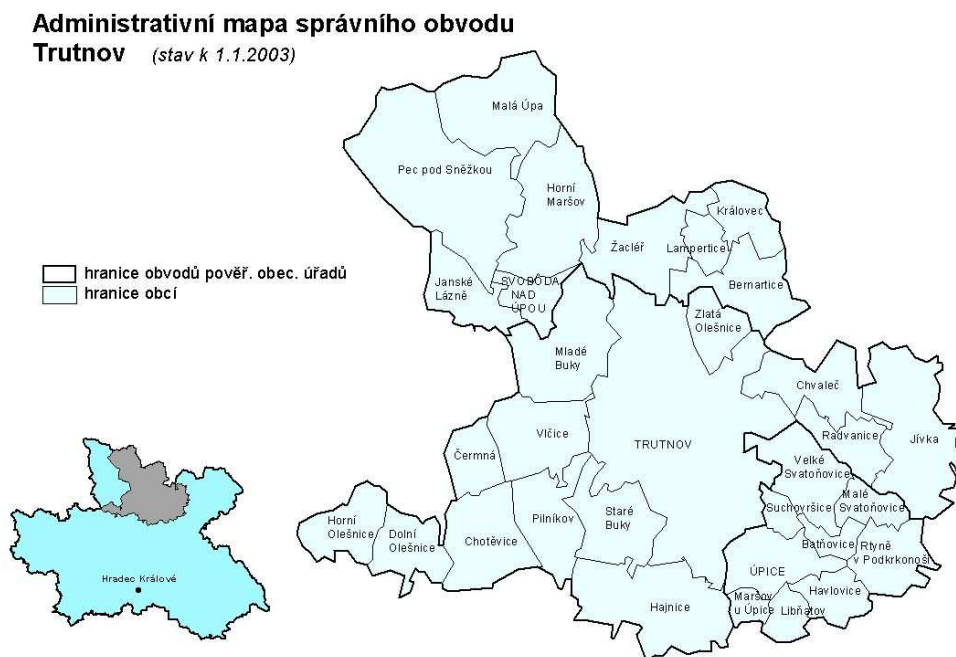 Administrativní mapa správního obvodu
Trutnov (stav k 1.1.2003)
Malá Úpa
Pec pod Sněžkou
Horní
Maršov
Královec
Žacléř
Lampertice
hranice obvodů pověř. obec. úřadů
hranice obcí
Janské
Lázně
SVOBODA
NAD
ÚPOU
Bernartice
Zlatá
Olešnice
Mladé
Buky
Chvaleč
Radvanice
Jívka
Vlčice
TRUTNOV
Čermná
Velké
Svatoňovice
Suchovršice
Malé
Svatoňovice
Horní
Olešnice
Dolní
Olešnice
Chotěvice
Pilníkov
Staré
Buky
Batňovice
Rtyně
v Podkrkonoší
ÚPICE
Hradec Králové
Hajnice
Maršov
u Úpice
Libňatov
Havlovice